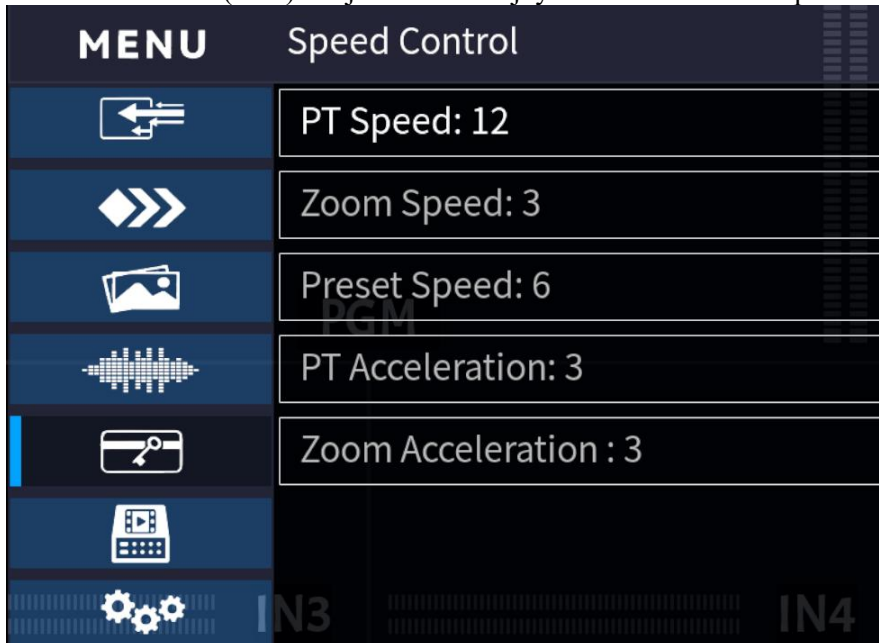 MENU Speed Control
PT Speed: 12
Zoom Speed: 3
Preset Speed: 6
PGM
PT Acceleration: 3
Zoom Acceleration : 3
IN3 IN4